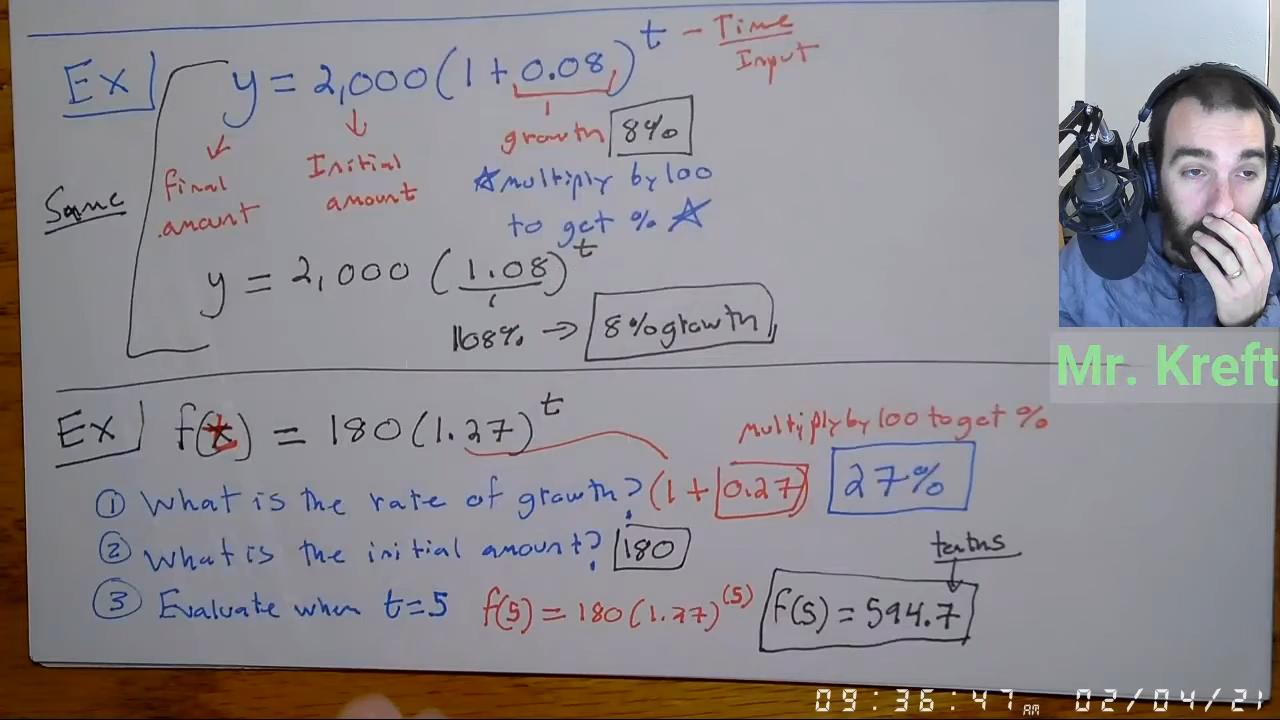 Ex y = 2,000 (1 + 0.08)^t - Time
Input
growth 8%
final amount
Initial amount
☆ multiply by 100
to get % ☆
Same
y = 2,000 (1.08)^t
108% → 8% growth
Mr. Kreft
Ex f(t) = 180 (1.27)^t
Multiply by 100 to get %
① What is the rate of growth? (1 + 0.27) 27%
② What is the initial amount? 180
tenths
③ Evaluate when t=5 f(5) = 180 (1.27)^(5) f(5) = 594.7
09:36:47 AM 02/04/21